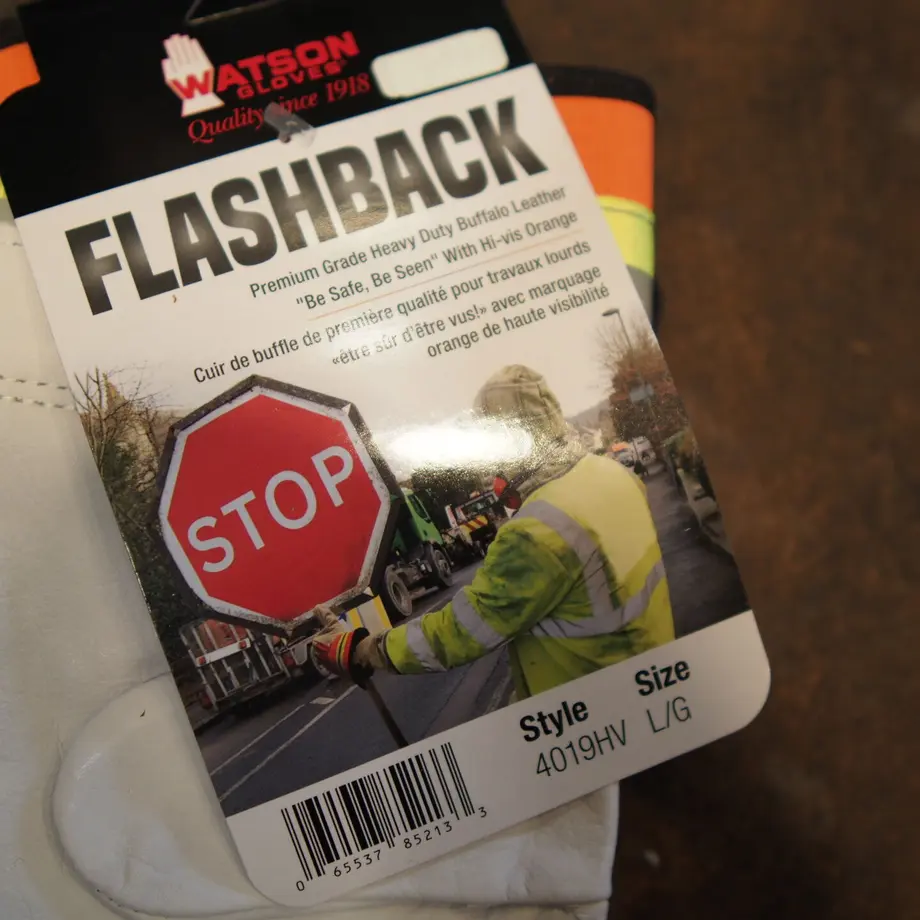 WATSON
GLOVES®
Quality since 1918
FLASHBACK
Premium Grade Heavy Duty Buffalo Leather
"Be Safe, Be Seen" With Hi-vis Orange
Cuir de buffle de première qualité pour travaux lourds
«être sûr d'être vus!» avec marquage
orange de haute visibilité
STOP
Style Size
4019HV L/G
0 65537 85213 3